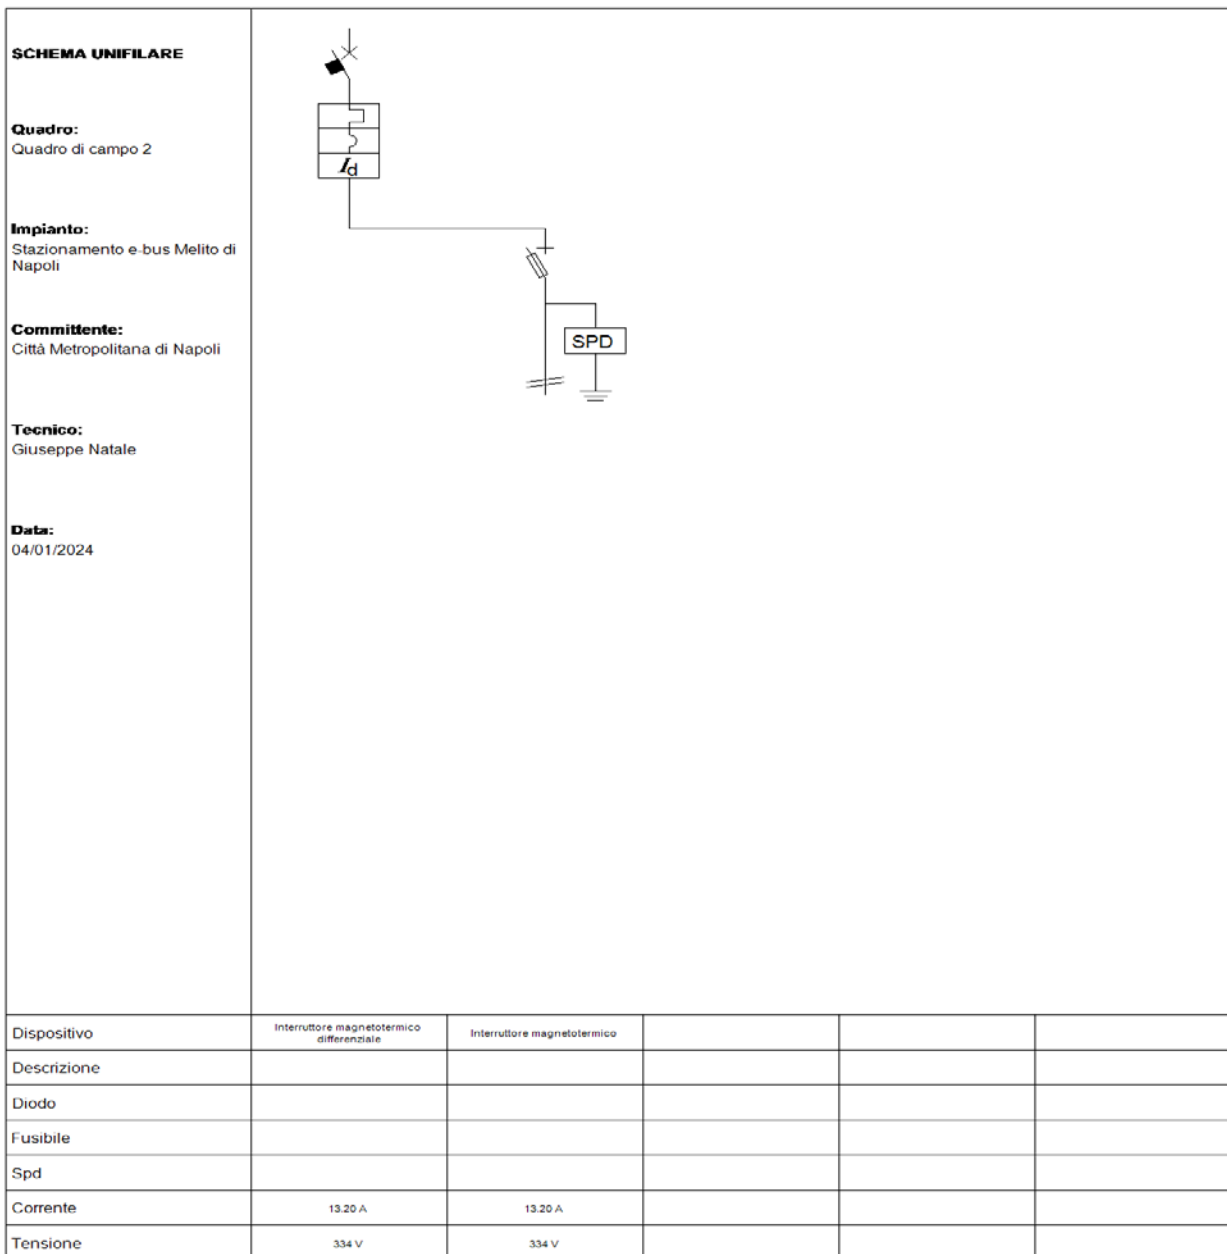 SCHEMA UNIFILARE
Quadro:
Quadro di campo 2
Impianto:
Stazionamento e-bus Melito di
Napoli
Committente:
Città Metropolitana di Napoli
Tecnico:
Giuseppe Natale
Data:
04/01/2024
Id
SPD
Dispositivo
Interruttore magnetotermico
differenziale
Interruttore magnetotermico
Descrizione
Diodo
Fusibile
Spd
Corrente
13.20 A
13.20 A
Tensione
334 V
334 V